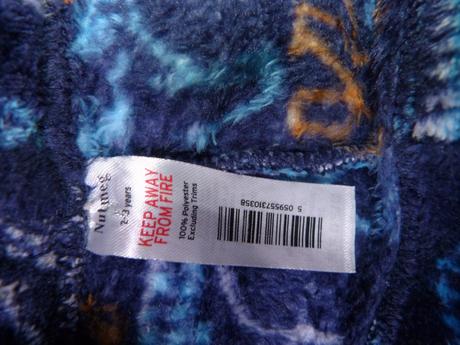 Nutmeg
2-3 years
KEEP AWAY
FROM FIRE
100% Polyester
Excluding Trims
5 059557310358